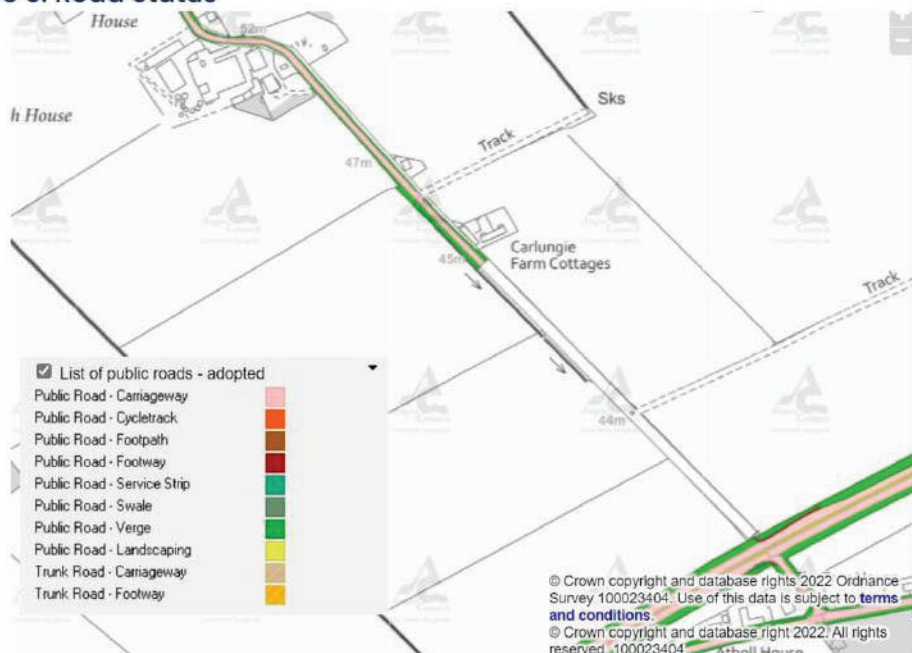 Road Status
House
52m
h House
Sks
Track
47m
Carlungie
Farm Cottages
45m
Track
44m
List of public roads - adopted
Public Road - Carriageway
Public Road - Cycletrack
Public Road - Footpath
Public Road - Footway
Public Road - Service Strip
Public Road - Swale
Public Road - Verge
Public Road - Landscaping
Trunk Road - Carriageway
Trunk Road - Footway
© Crown copyright and database rights 2022 Ordnance
Survey 100023404. Use of this data is subject to terms
and conditions.
© Crown copyright and database right 2022. All rights
reserved. 100023404
Atholl House